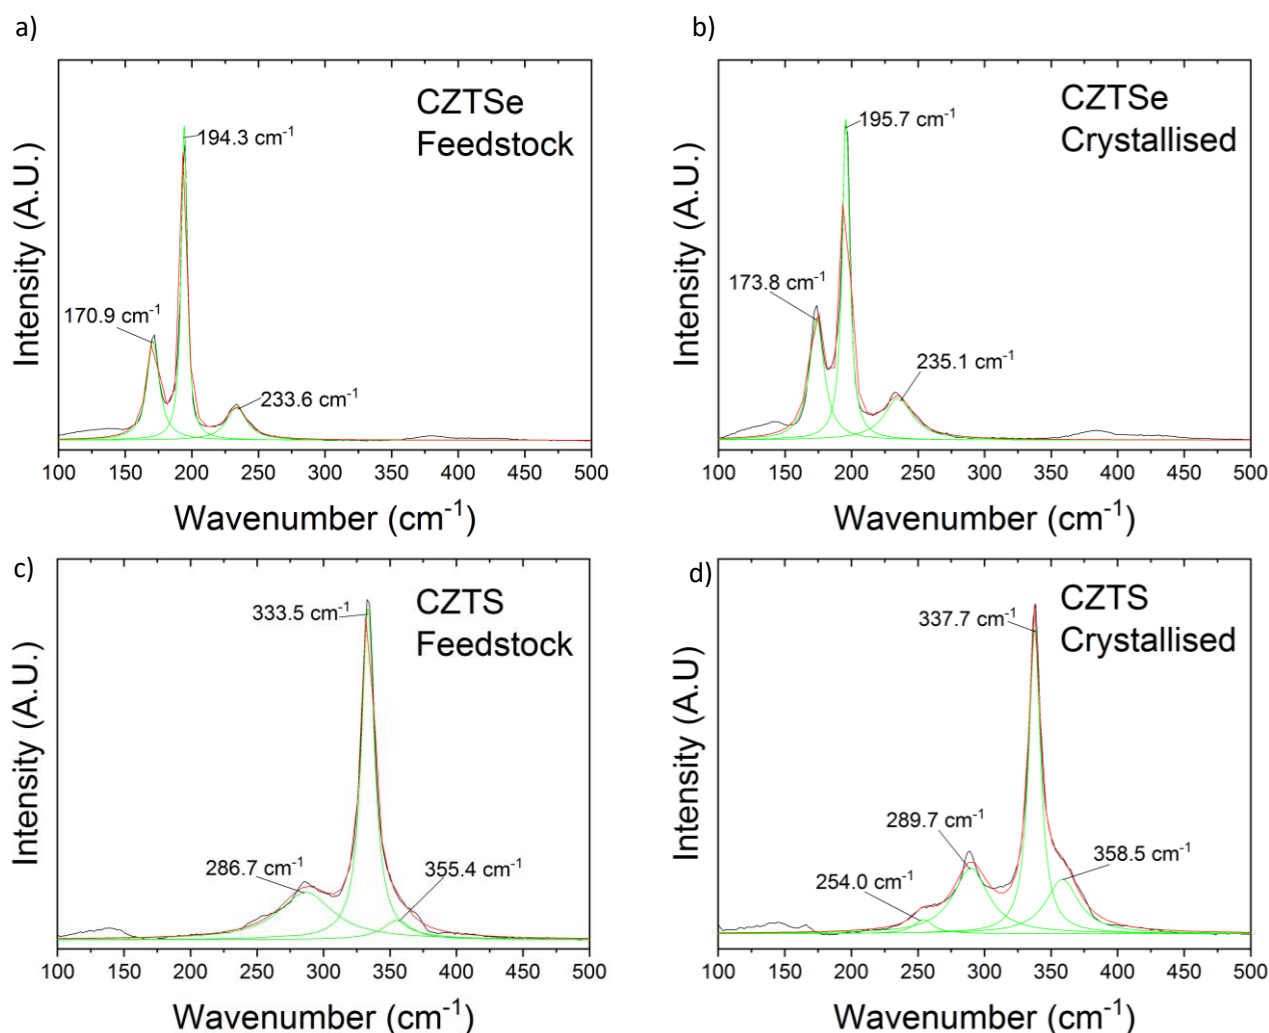 a)
CZTSe
Feedstock
194.3 cm⁻¹
170.9 cm⁻¹
233.6 cm⁻¹
Intensity (A.U.)
100 150 200 250 300 350 400 450 500
Wavenumber (cm⁻¹)
b)
CZTSe
Crystallised
195.7 cm⁻¹
173.8 cm⁻¹
235.1 cm⁻¹
Intensity (A.U.)
100 150 200 250 300 350 400 450 500
Wavenumber (cm⁻¹)
c)
CZTS
Feedstock
333.5 cm⁻¹
286.7 cm⁻¹
355.4 cm⁻¹
Intensity (A.U.)
100 150 200 250 300 350 400 450 500
Wavenumber (cm⁻¹)
d)
CZTS
Crystallised
337.7 cm⁻¹
289.7 cm⁻¹
254.0 cm⁻¹
358.5 cm⁻¹
Intensity (A.U)
100 150 200 250 300 350 400 450 500
Wavenumber (cm⁻¹)